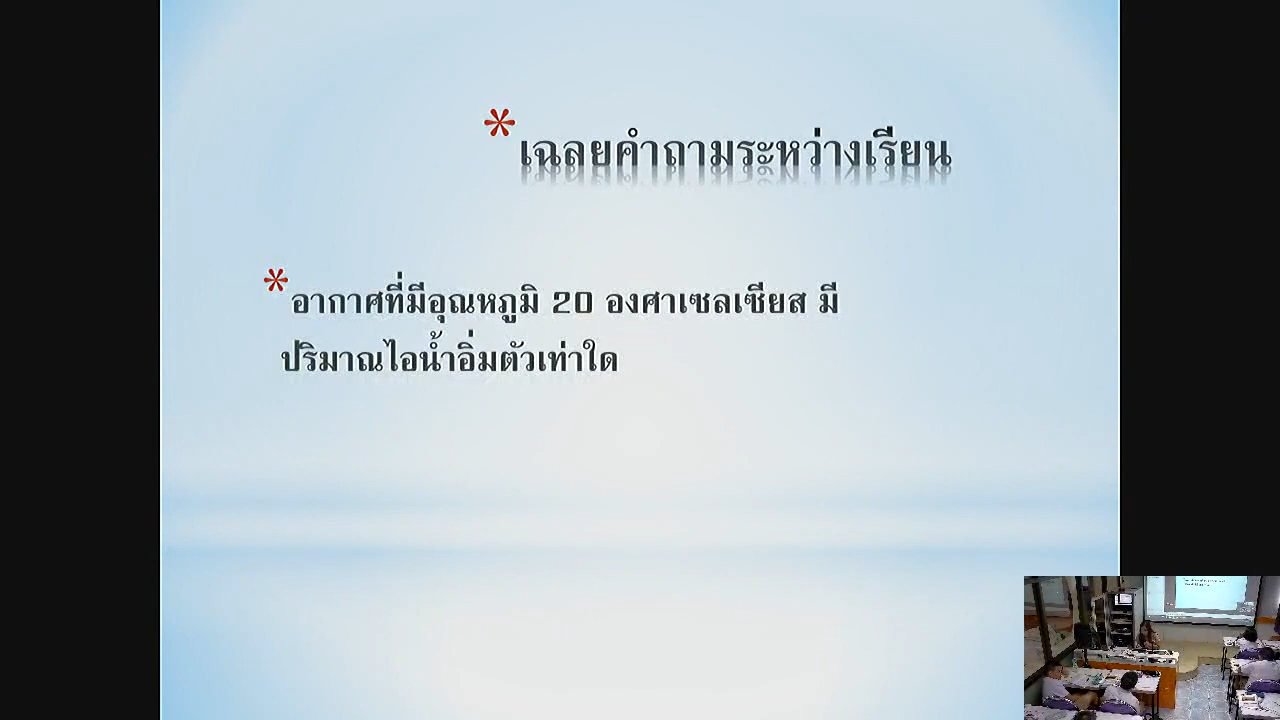 *เฉลยคำถามระหว่างเรียน
*อากาศที่มีอุณหภูมิ 20 องศาเซลเซียส มี
ปริมาณไอน้ำอิ่มตัวเท่าใด